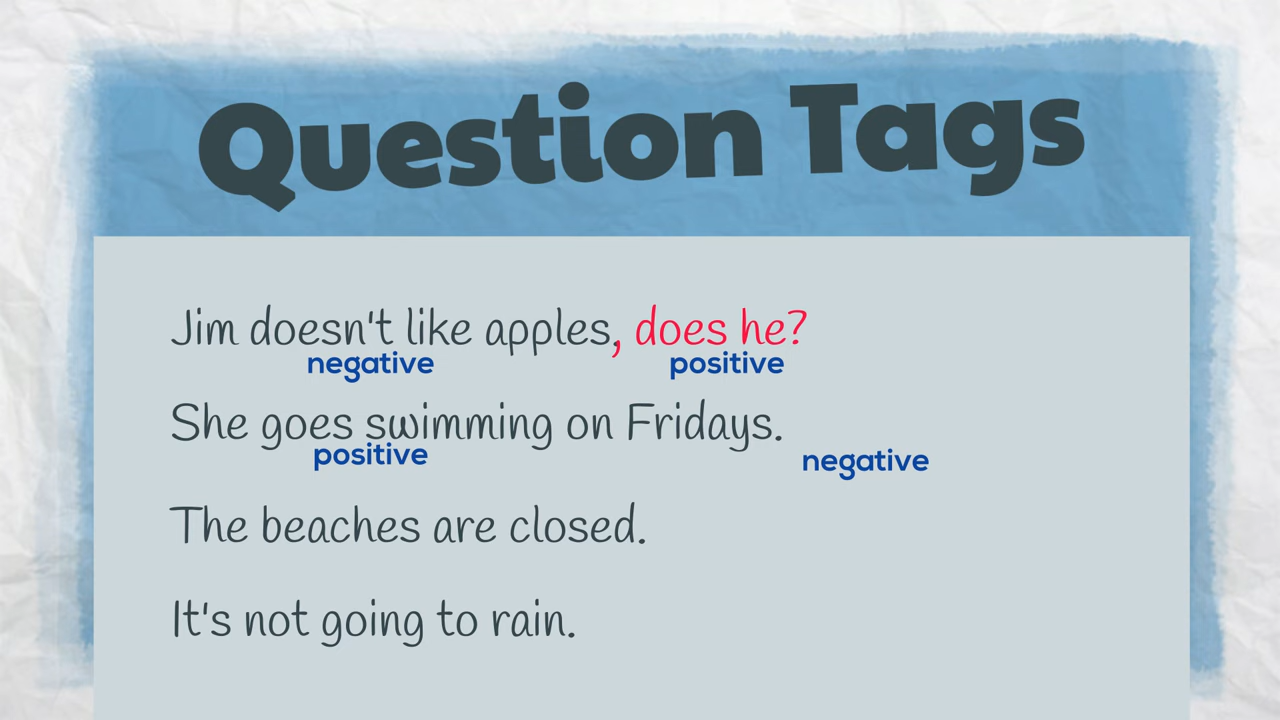 Question Tags
Jim doesn't like apples, does he?
negative positive
She goes swimming on Fridays.
positive negative
The beaches are closed.
It's not going to rain.